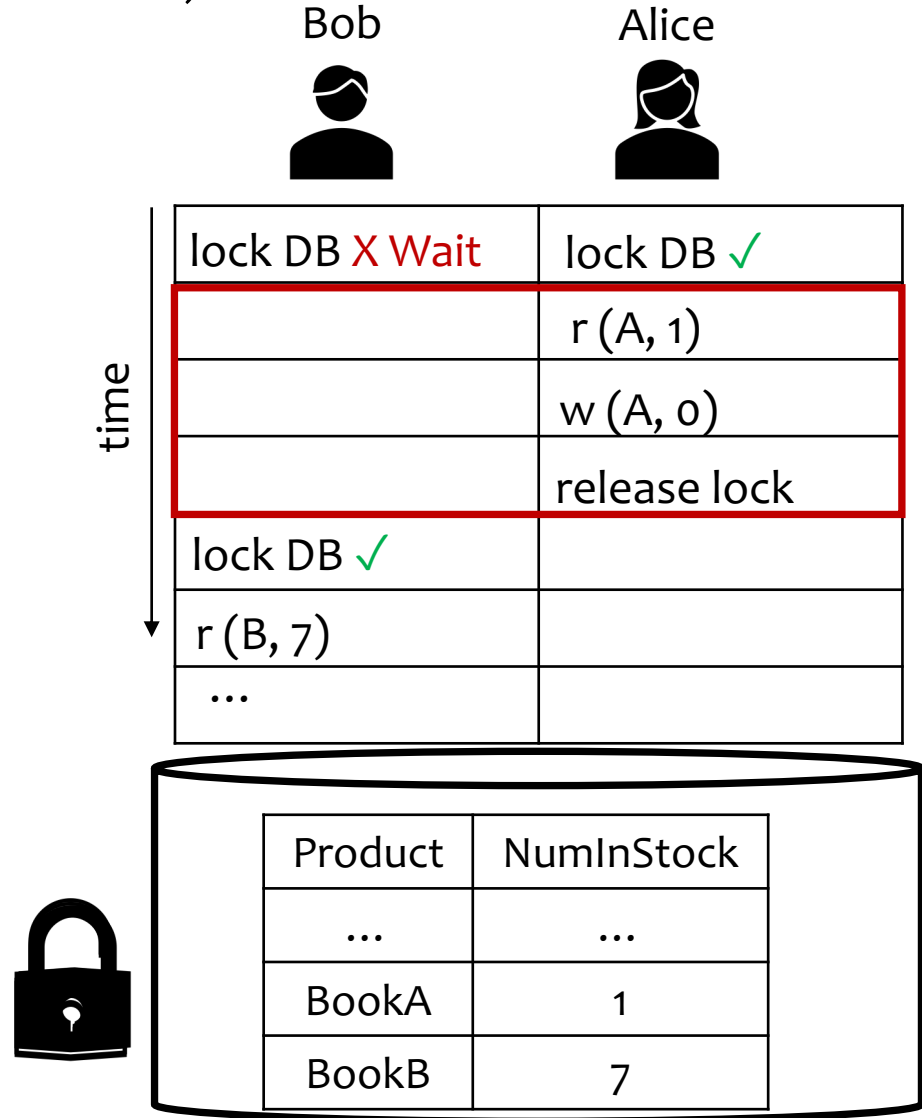 Bob Alice
lock DB X Wait lock DB ✓
r (A, 1)
w (A, 0)
release lock
lock DB ✓
r (B, 7)
...
time
Product NumInStock
... ...
BookA 1
BookB 7